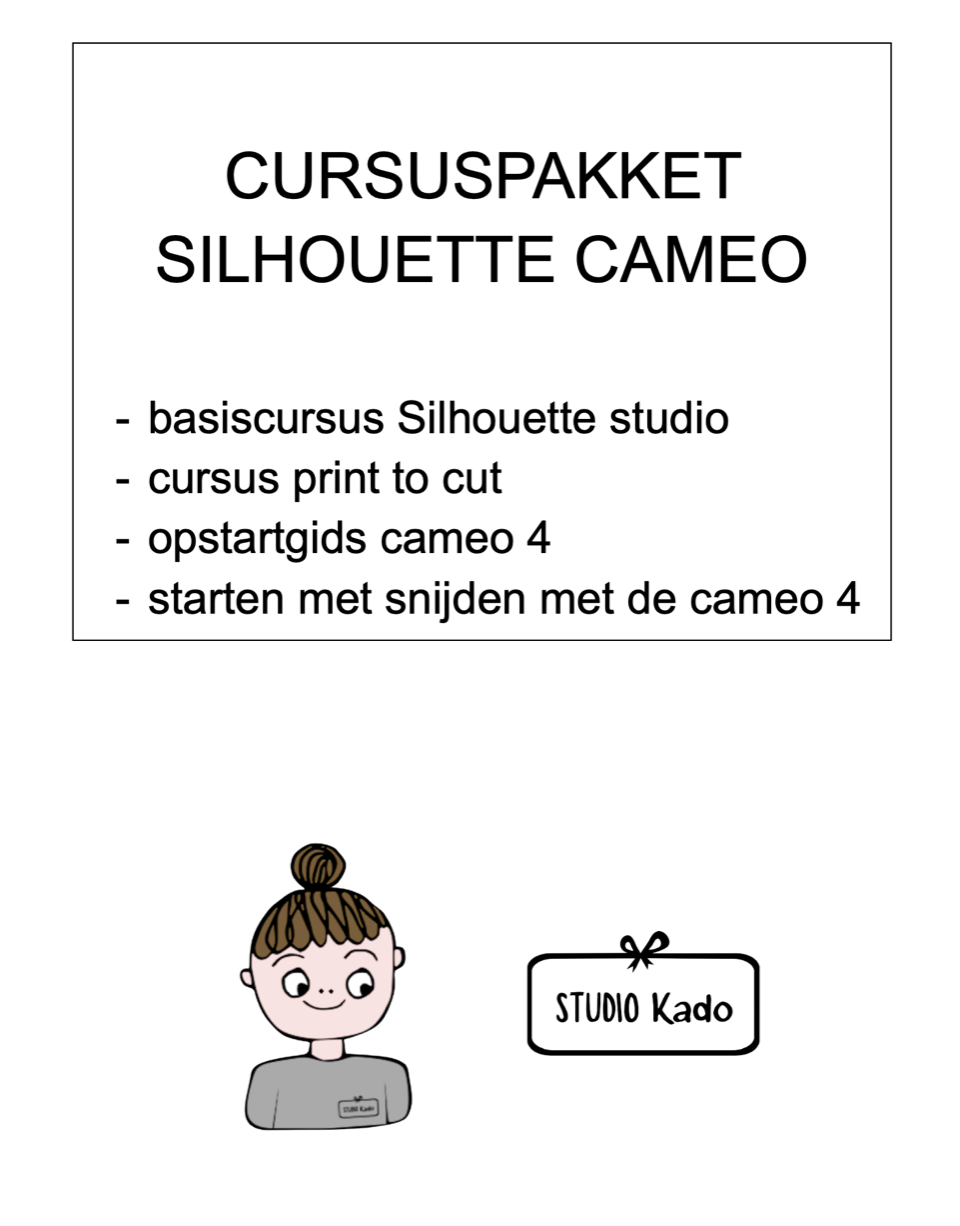 CURSUSPAKKET
SILHOUETTE CAMEO
- basiscursus Silhouette studio
- cursus print to cut
- opstartgids cameo 4
- starten met snijden met de cameo 4
STUDIO Kado
STUDIO Kado